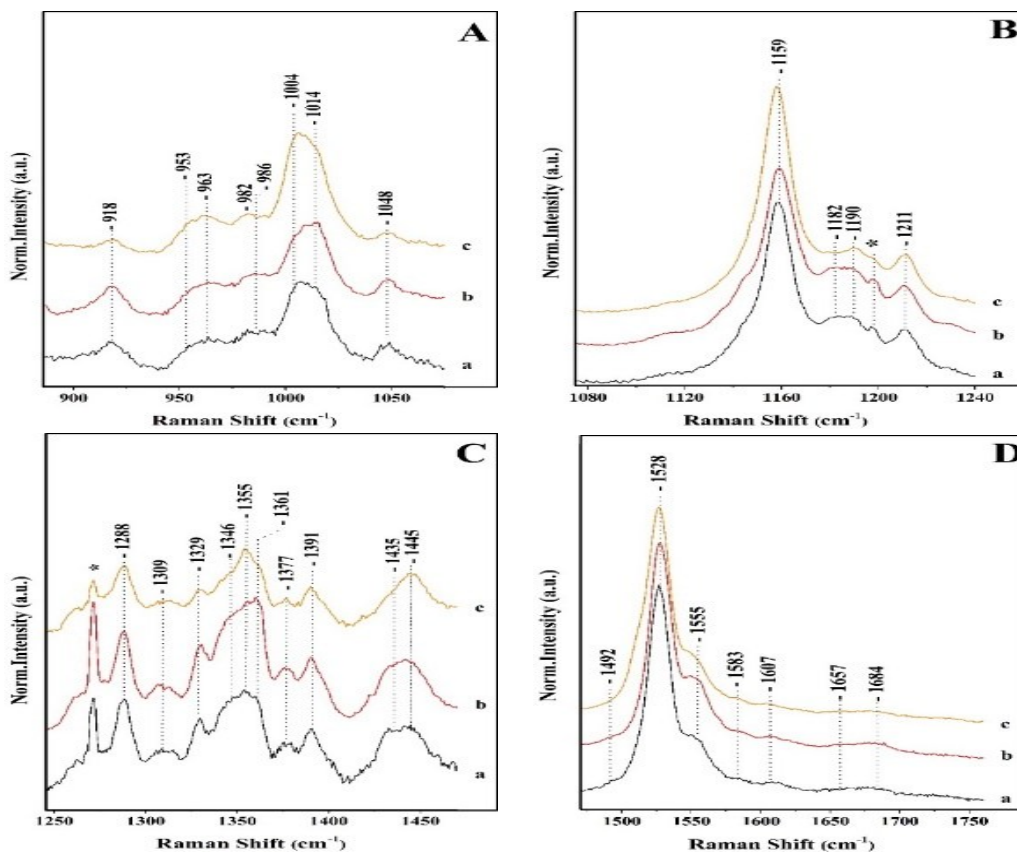 A
Norm.Intensity (a.u.)
918
953
963
982
986
1004
1014
1048
c
b
a
900 950 1000 1050
Raman Shift (cm⁻¹)
B
Norm.Intensity (a.u.)
1159
1182
1190
*
1211
c
b
a
1080 1120 1160 1200 1240
Raman Shift (cm⁻¹)
C
Norm.Intensity (a.u.)
*
1288
1309
1329
1346
1355
1361
1377
1391
1435
1445
c
b
a
1250 1300 1350 1400 1450
Raman Shift (cm⁻¹)
D
Norm.Intensity (a.u.)
1492
1528
1555
1583
1607
1657
1684
c
b
a
1500 1550 1600 1650 1700 1750
Raman Shift (cm⁻¹)